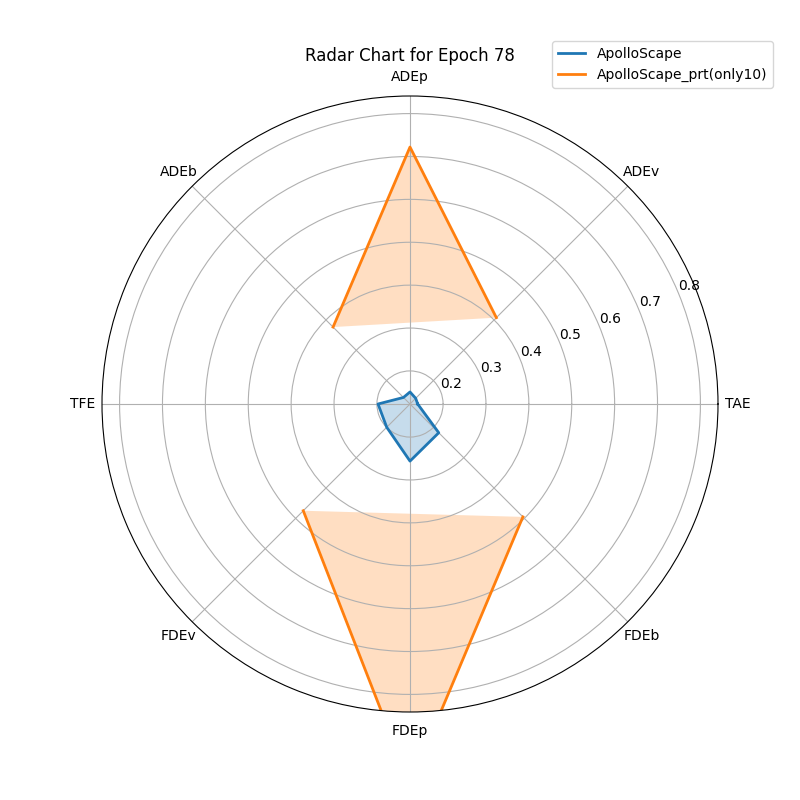 Radar Chart for Epoch 78
ApolloScape
ApolloScape_prt(only10)
ADEp
ADEb
ADEv
0.8
0.7
0.6
0.5
0.4
0.3
0.2
TFE
TAE
FDEv
FDEb
FDEp